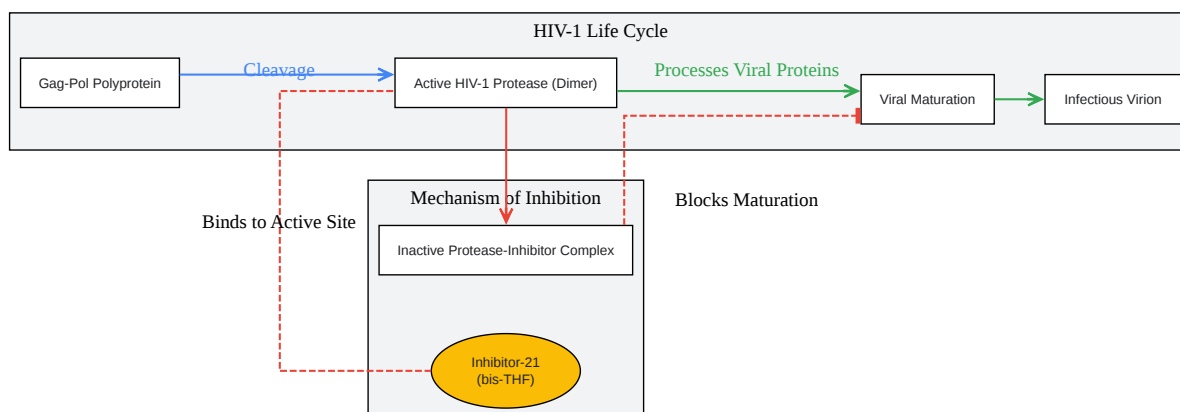 HIV-1 Life Cycle
Gag-Pol Polyprotein
Cleavage
Active HIV-1 Protease (Dimer)
Processes Viral Proteins
Viral Maturation
Infectious Virion
Mechanism of Inhibition
Binds to Active Site
Blocks Maturation
Inactive Protease-Inhibitor Complex
Inhibitor-21
(bis-THF)